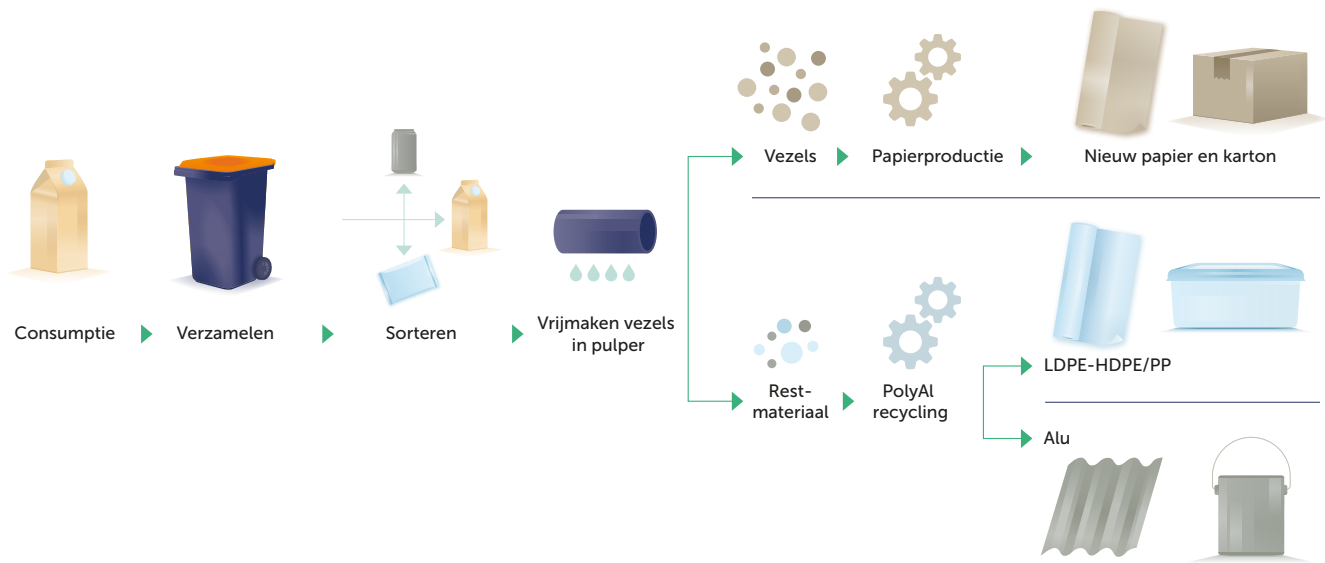 Consumptie
Verzamelen
Sorteren
Vrijmaken vezels
in pulper
Vezels
Papierproductie
Nieuw papier en karton
Rest-
materiaal
PolyAl
recycling
LDPE-HDPE/PP
Alu